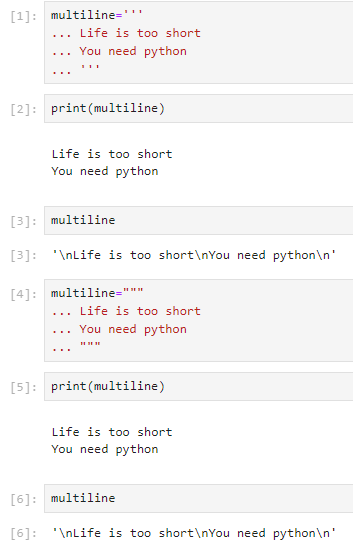 [1]: multiline='''
... Life is too short
... You need python
... '''
[2]: print(multiline)
Life is too short
You need python
[3]: multiline
[3]: '\nLife is too short\nYou need python\n'
[4]: multiline="""
... Life is too short
... You need python
... """
[5]: print(multiline)
Life is too short
You need python
[6]: multiline
[6]: '\nLife is too short\nYou need python\n'